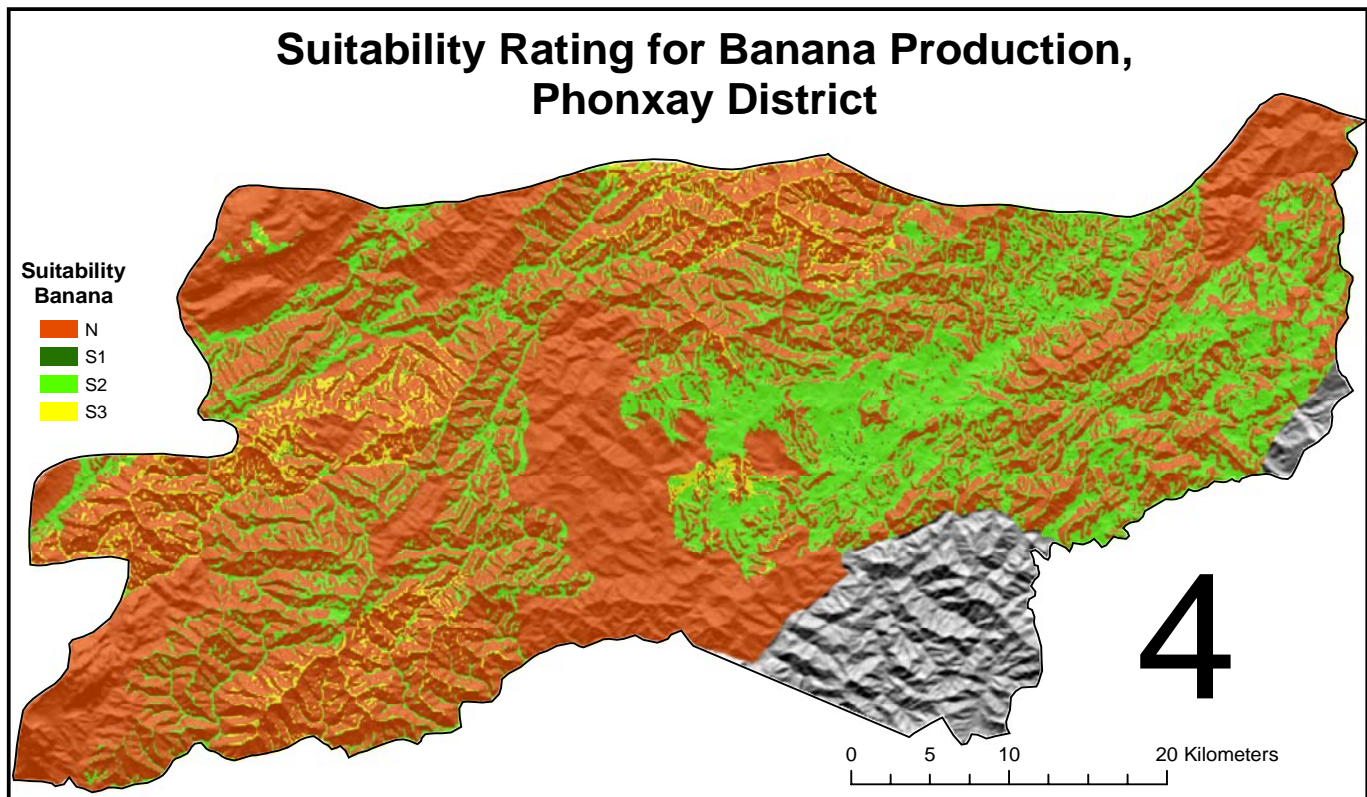 Suitability Rating for Banana Production,
Phonxay District
Suitability
Banana
N
S1
S2
S3
4
0 5 10 20 Kilometers